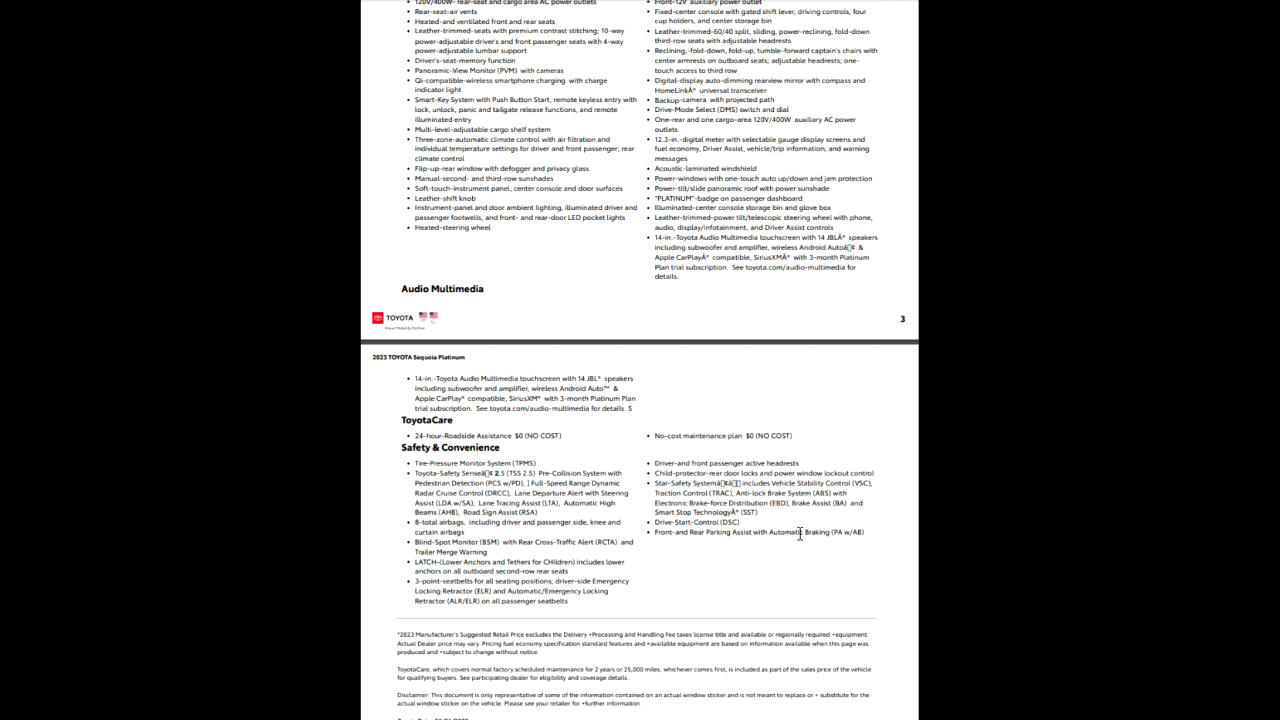 120V/400W- rear-seat and cargo area AC power outlets
Rear-seat-air vents
Heated-and ventilated front and rear seats
Leather-trimmed-seats with premium contrast stitching; 10-way
power-adjustable driver's and front passenger seats with 4-way
power-adjustable lumbar support
Driver's-seat-memory function
Panoramic-View Monitor (PVM) with cameras
Qi-compatible-wireless smartphone charging with charge
indicator light
Smart-Key System with Push Button Start, remote keyless entry with
lock, unlock, panic and tailgate release functions, and remote
illuminated entry
Multi-level-adjustable cargo shelf system
Three-zone-automatic climate control with air filtration and
individual temperature settings for driver and front passenger; rear
climate control
Flip-up-rear window with defogger and privacy glass
Manual-second- and third-row sunshades
Soft-touch-instrument panel, center console and door surfaces
Leather-shift knob
Instrument-panel and door ambient lighting, illuminated driver and
passenger footwells, and front- and rear-door LED pocket lights
Heated-steering wheel
Front-12V auxiliary power outlet
Fixed-center console with gated shift lever, driving controls, four
cup holders, and center storage bin
Leather-trimmed-60/40 split, sliding, power-reclining, fold-down
third-row seats with adjustable headrests
Reclining,-fold-down, fold-up, tumble-forward captain's chairs with
center armrests on outboard seats; adjustable headrests; one-
touch access to third row
Digital-display auto-dimming rearview mirror with compass and
HomeLinkÂ® universal transceiver
Backup-camera with projected path
Drive-Mode Select (DMS) switch and dial
One-rear and one cargo-area 120V/400W auxiliary AC power
outlets
12.3-in.-digital meter with selectable gauge display screens and
fuel economy, Driver Assist, vehicle/trip information, and warning
messages
Acoustic-laminated windshield
Power-windows with one-touch auto up/down and jam protection
Power-tilt/slide panoramic roof with power sunshade
"PLATINUM"-badge on passenger dashboard
Illuminated-center console storage bin and glove box
Leather-trimmed-power tilt/telescopic steering wheel with phone,
audio, display/infotainment, and Driver Assist controls
14-in.-Toyota Audio Multimedia touchscreen with 14 JBLÂ® speakers
including subwoofer and amplifier, wireless Android Autoâ¢ &
Apple CarPlayÂ® compatible, SiriusXMÂ® with 3-month Platinum
Plan trial subscription. See toyota.com/audio-multimedia for
details.
Audio Multimedia
TOYOTA
Proud Mobility Partner
3
2023 TOYOTA Sequoia Platinum
14-in.-Toyota Audio Multimedia touchscreen with 14 JBL® speakers
including subwoofer and amplifier, wireless Android Auto™ &
Apple CarPlay® compatible, SiriusXM® with 3-month Platinum Plan
trial subscription. See toyota.com/audio-multimedia for details. 5
ToyotaCare
24-hour-Roadside Assistance $0 (NO COST)
No-cost maintenance plan $0 (NO COST)
Safety & Convenience
Tire-Pressure Monitor System (TPMS)
Toyota-Safety Senseâ¢ 2.5 (TSS 2.5) Pre-Collision System with
Pedestrian Detection (PCS w/PD), ] Full-Speed Range Dynamic
Radar Cruise Control (DRCC), Lane Departure Alert with Steering
Assist (LDA w/SA), Lane Tracing Assist (LTA), Automatic High
Beams (AHB), Road Sign Assist (RSA)
8-total airbags, including driver and passenger side, knee and
curtain airbags
Blind-Spot Monitor (BSM) with Rear Cross-Traffic Alert (RCTA) and
Trailer Merge Warning
LATCH-(Lower Anchors and Tethers for CHildren) includes lower
anchors on all outboard second-row rear seats
3-point-seatbelts for all seating positions; driver-side Emergency
Locking Retractor (ELR) and Automatic/Emergency Locking
Retractor (ALR/ELR) on all passenger seatbelts
Driver-and front passenger active headrests
Child-protector-rear door locks and power window lockout control
Star-Safety Systemâ¢â includes Vehicle Stability Control (VSC),
Traction Control (TRAC), Anti-lock Brake System (ABS) with
Electronic Brake-force Distribution (EBD), Brake Assist (BA) and
Smart Stop TechnologyÂ® (SST)
Drive-Start-Control (DSC)
Front-and Rear Parking Assist with Automatic Braking (PA w/AB)
*2023 Manufacturer's Suggested Retail Price excludes the Delivery •Processing and Handling Fee taxes license title and available or regionally required •equipment.
Actual Dealer price may vary. Pricing fuel economy specification standard features and •available equipment are based on information available when this page was
produced and •subject to change without notice.
ToyotaCare, which covers normal factory scheduled maintenance for 2 years or 25,000 miles, whichever comes first, is included as part of the sales price of the vehicle
for qualifying buyers. See participating dealer for eligibility and coverage details.
Disclaimer: This document is only representative of some of the information contained on an actual window sticker and is not meant to replace or • substitute for the
actual window sticker on the vehicle. Please see your retailer for •further information.